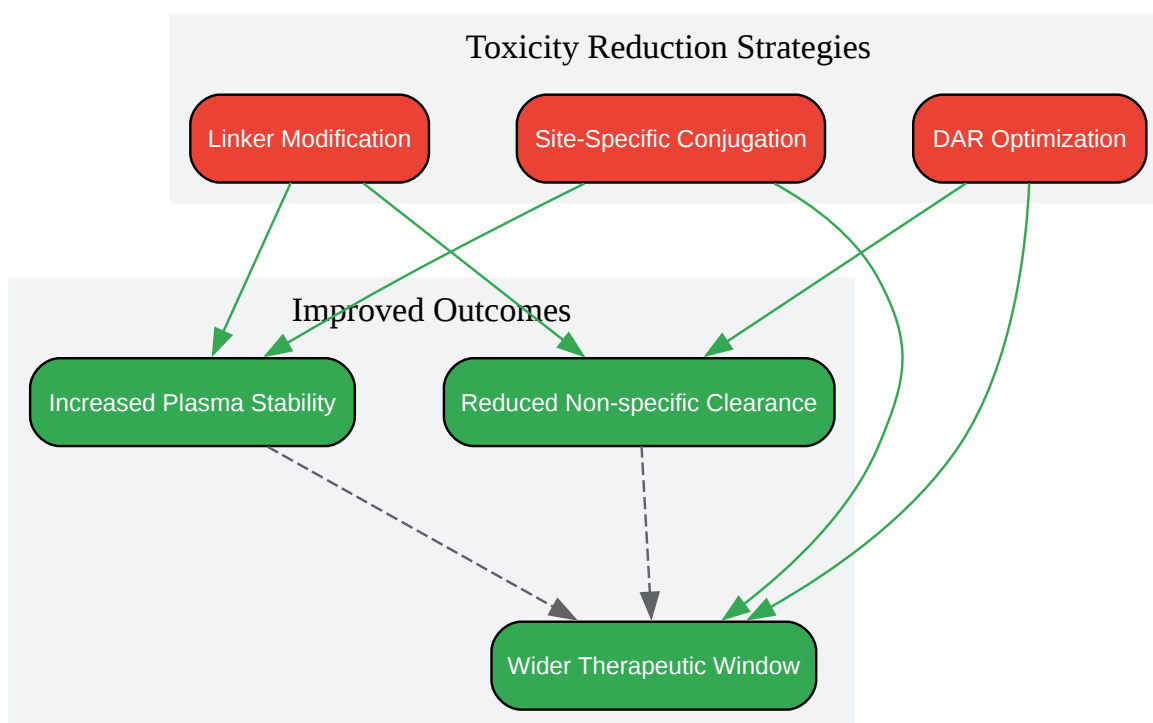 Toxicity Reduction Strategies
Linker Modification
Site-Specific Conjugation
DAR Optimization
Improved Outcomes
Increased Plasma Stability
Reduced Non-specific Clearance
Wider Therapeutic Window